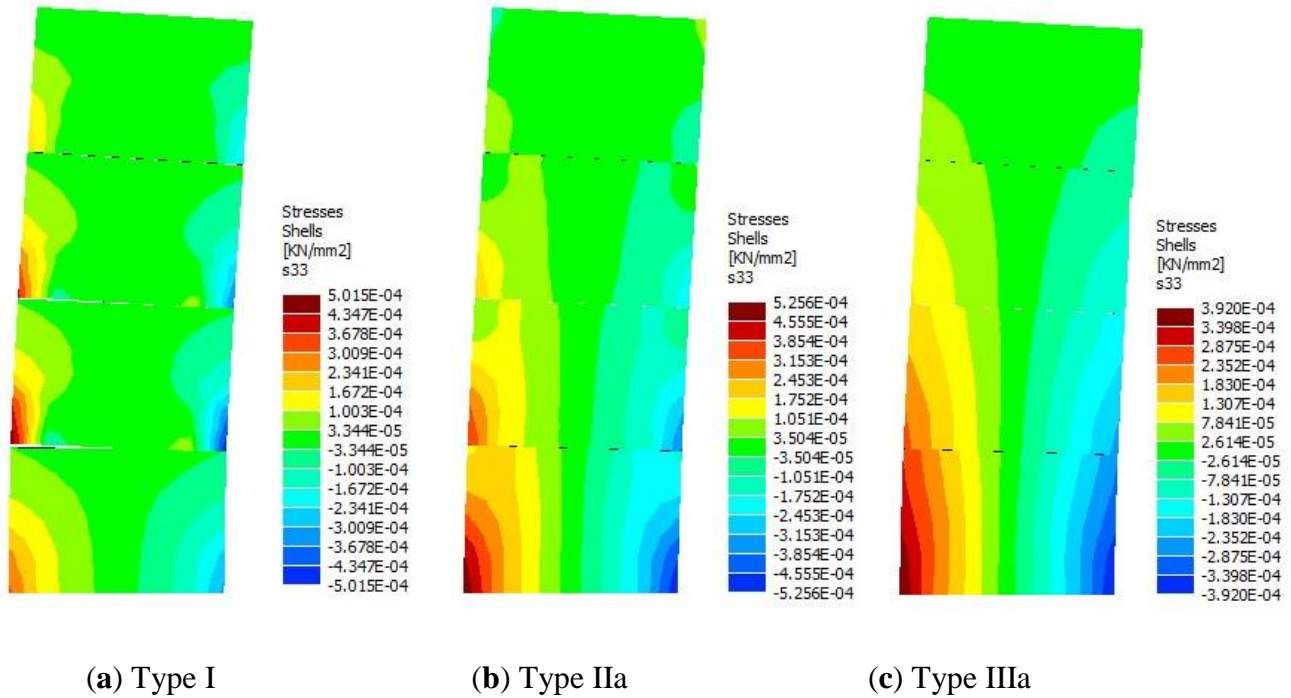 Stresses
Shells
[KN/mm2]
s33
5.015E-04
4.347E-04
3.678E-04
3.009E-04
2.341E-04
1.672E-04
1.003E-04
3.344E-05
-3.344E-05
-1.003E-04
-1.672E-04
-2.341E-04
-3.009E-04
-3.678E-04
-4.347E-04
-5.015E-04
Stresses
Shells
[KN/mm2]
s33
5.256E-04
4.555E-04
3.854E-04
3.153E-04
2.453E-04
1.752E-04
1.051E-04
3.504E-05
-3.504E-05
-1.051E-04
-1.752E-04
-2.453E-04
-3.153E-04
-3.854E-04
-4.555E-04
-5.256E-04
Stresses
Shells
[KN/mm2]
s33
3.920E-04
3.398E-04
2.875E-04
2.352E-04
1.830E-04
1.307E-04
7.841E-05
2.614E-05
-2.614E-05
-7.841E-05
-1.307E-04
-1.830E-04
-2.352E-04
-2.875E-04
-3.398E-04
-3.920E-04
(a) Type I
(b) Type IIa
(c) Type IIIa